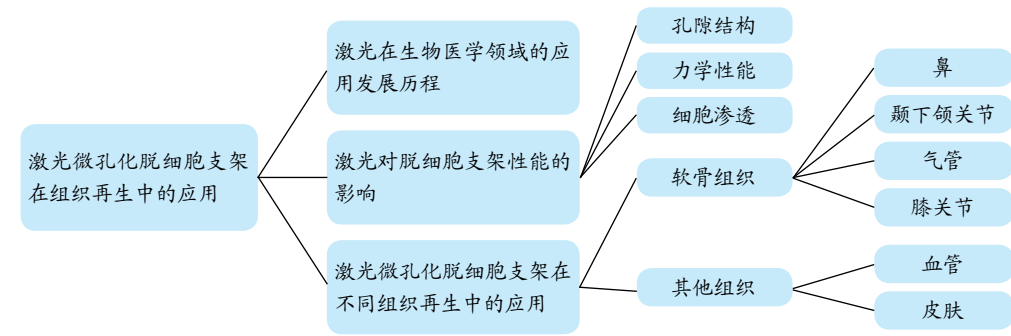 激光微孔化脱细胞支架
在组织再生中的应用
激光在生物医学领域的应
用发展历程
激光对脱细胞支架性能的
影响
激光微孔化脱细胞支架在
不同组织再生中的应用
孔隙结构
力学性能
细胞渗透
软骨组织
其他组织
鼻
颞下颌关节
气管
膝关节
血管
皮肤